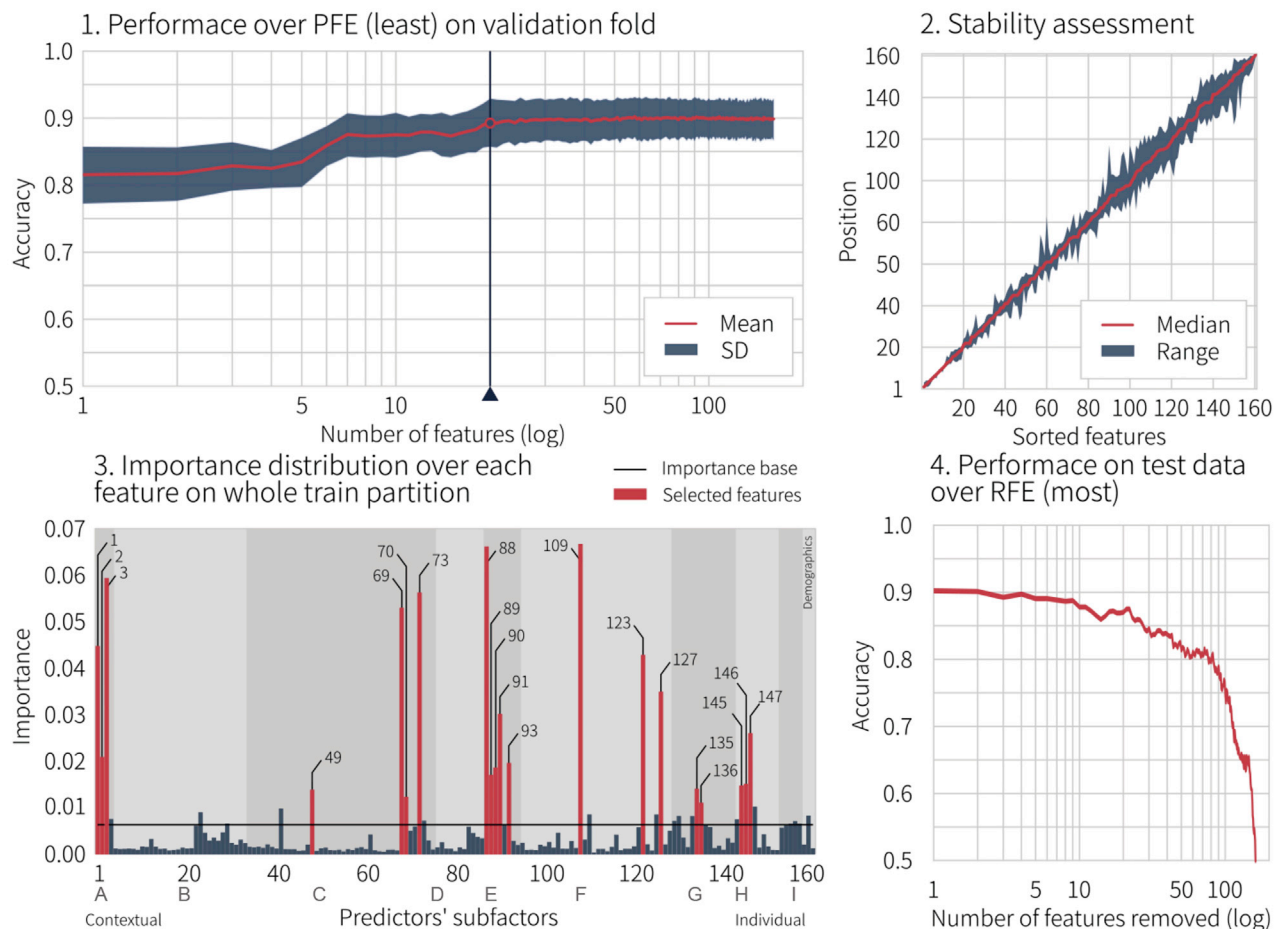 1. Performace over PFE (least) on validation fold
1.0
0.9
0.8
0.7
0.6
0.5
Accuracy
Mean
SD
1
5
10
50
100
Number of features (log)
2. Stability assessment
160
140
120
100
60
50
40
20
1
Position
Median
Range
20 40 60 80 100 120 140 160
Sorted features
3. Importance distribution over each
feature on whole train partition
Importance base
Selected features
0.07
0.06
0.05
0.04
0.03
0.02
0.01
0.00
Importance
1
2
3
49
69
70
73
88
89
90
91
93
109
123
127
135
136
145
146
147
Demographics
1 20 40 60 80 100 120 140 160
A B C D E F G H I
Contextual
Predictors' subfactors
Individual
4. Performace on test data
over RFE (most)
1.0
0.9
0.8
0.7
0.6
0.5
Accuracy
1 5 10 50 100
Number of features removed (log)